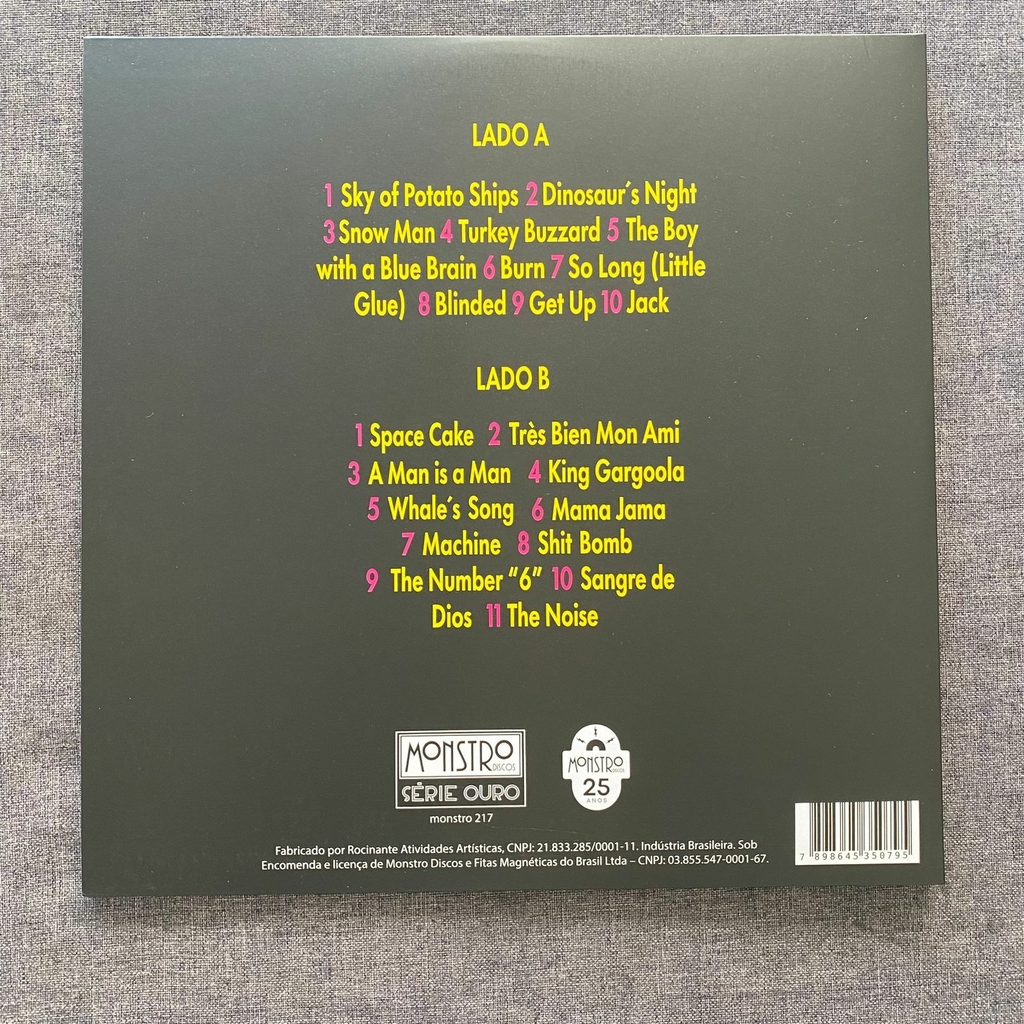 LADO A
1 Sky of Potato Ships 2 Dinosaur´s Night
3 Snow Man 4 Turkey Buzzard 5 The Boy
with a Blue Brain 6 Burn 7 So Long (Little
Glue) 8 Blinded 9 Get Up 10 Jack
LADO B
1 Space Cake 2 Très Bien Mon Ami
3 A Man is a Man 4 King Gargoola
5 Whale´s Song 6 Mama Jama
7 Machine 8 Shit Bomb
9 The Number “6” 10 Sangre de
Dios 11 The Noise
MONSTRO
DISCOS
SÉRIE OURO
monstro 217
MONSTRO
DISCOS
25
ANOS
Fabricado por Rocinante Atividades Artísticas, CNPJ: 21.833.285/0001-11. Indústria Brasileira. Sob
Encomenda e licença de Monstro Discos e Fitas Magnéticas do Brasil Ltda – CNPJ: 03.855.547-0001-67.
7 898645 350795